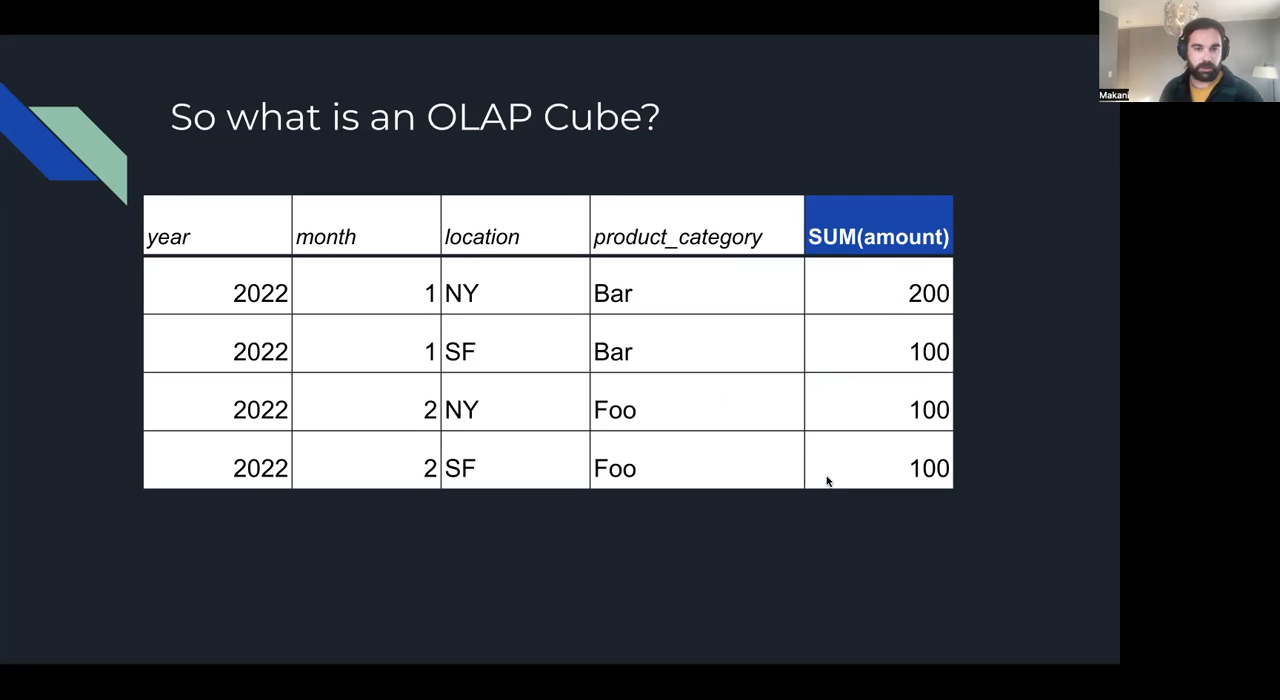 So what is an OLAP Cube?
Makani
year month location product_category SUM(amount)
2022 1 NY Bar 200
2022 1 SF Bar 100
2022 2 NY Foo 100
2022 2 SF Foo 100